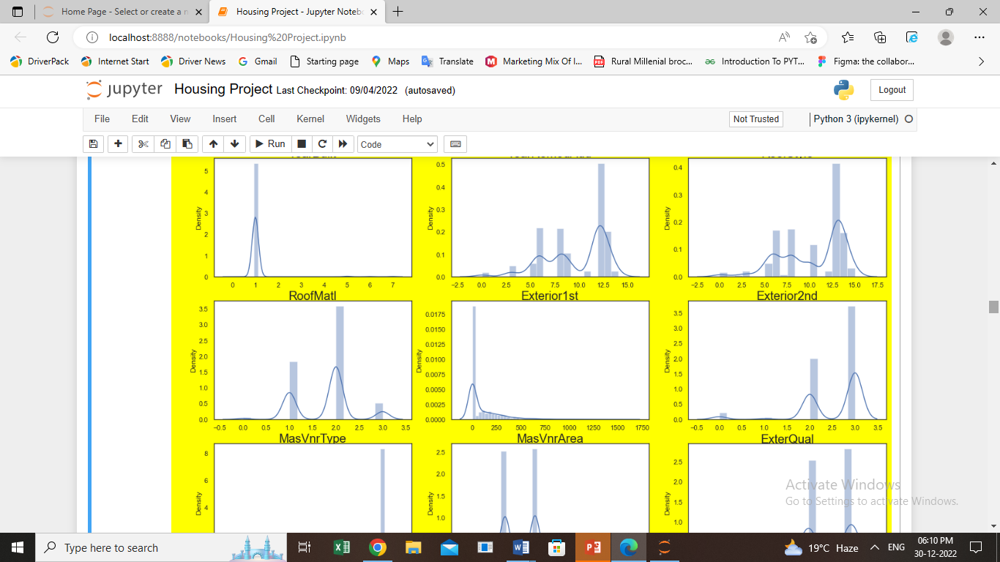 Home Page - Select or create a n
Housing Project - Jupyter Notebo
localhost:8888/notebooks/Housing%20Project.ipynb
DriverPack
Internet Start
Driver News
Gmail
Starting page
Maps
Translate
Marketing Mix Of I...
Rural Millenial broc...
Introduction To PYT...
Figma: the collabor...
jupyter Housing Project Last Checkpoint: 09/04/2022 (autosaved)
Logout
File Edit View Insert Cell Kernel Widgets Help
Not Trusted
Python 3 (ipykernel)
Run
Code
5 4 3 2 1 0
Density
0 1 2 3 4 5 6 7
RoofMatl
0.5 0.4 0.3 0.2 0.1 0.0
Density
−2.5 0.0 2.5 5.0 7.5 10.0 12.5 15.0
Exterior1st
0.4 0.3 0.2 0.1 0.0
Density
−2.5 0.0 2.5 5.0 7.5 10.0 12.5 15.0 17.5
Exterior2nd
3.5 3.0 2.5 2.0 1.5 1.0 0.5 0.0
Density
−0.5 0.0 0.5 1.0 1.5 2.0 2.5 3.0 3.5
MasVnrType
0.0175 0.0150 0.0125 0.0100 0.0075 0.0050 0.0025 0.0000
Density
0 250 500 750 1000 1250 1500 1750
MasVnrArea
3.5 3.0 2.5 2.0 1.5 1.0 0.5 0.0
Density
−0.5 0.0 0.5 1.0 1.5 2.0 2.5 3.0 3.5
ExterQual
8 6 4
Density
2.5 2.0 1.5 1.0
Density
2.5 2.0 1.5 1.0
Density
Activate Windows
Go to Settings to activate Windows.
Type here to search
19°C Haze
ENG
06:10 PM
30-12-2022